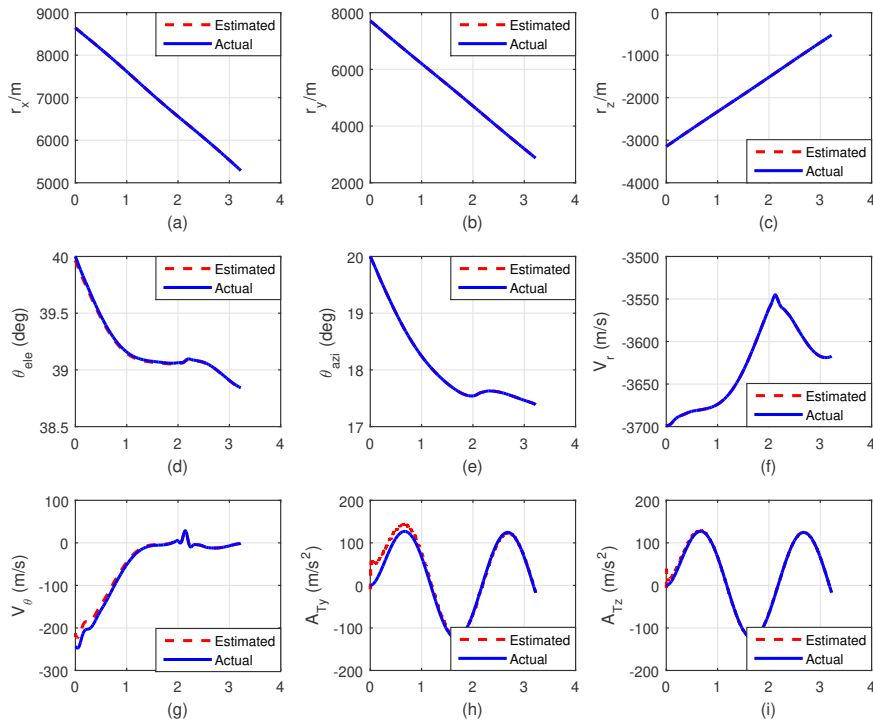 9000
8000
7000
6000
5000
r_x/m
Estimated
Actual
0 1 2 3 4
(a)
8000
6000
4000
2000
r_y/m
Estimated
Actual
0 1 2 3 4
(b)
0
-1000
-2000
-3000
-4000
r_z/m
Estimated
Actual
0 1 2 3 4
(c)
40
39.5
39
38.5
θ_ele (deg)
Estimated
Actual
0 1 2 3 4
(d)
20
19
18
17
θ_azi (deg)
Estimated
Actual
0 1 2 3 4
(e)
-3500
-3550
-3600
-3650
-3700
V_r (m/s)
Estimated
Actual
0 1 2 3 4
(f)
100
0
-100
-200
-300
V_θ (m/s)
Estimated
Actual
0 1 2 3 4
(g)
200
100
0
-100
-200
A_Ty (m/s²)
Estimated
Actual
0 1 2 3 4
(h)
200
100
0
-100
200
A_Tz (m/s²)
Estimated
Actual
0 1 2 3 4
(i)